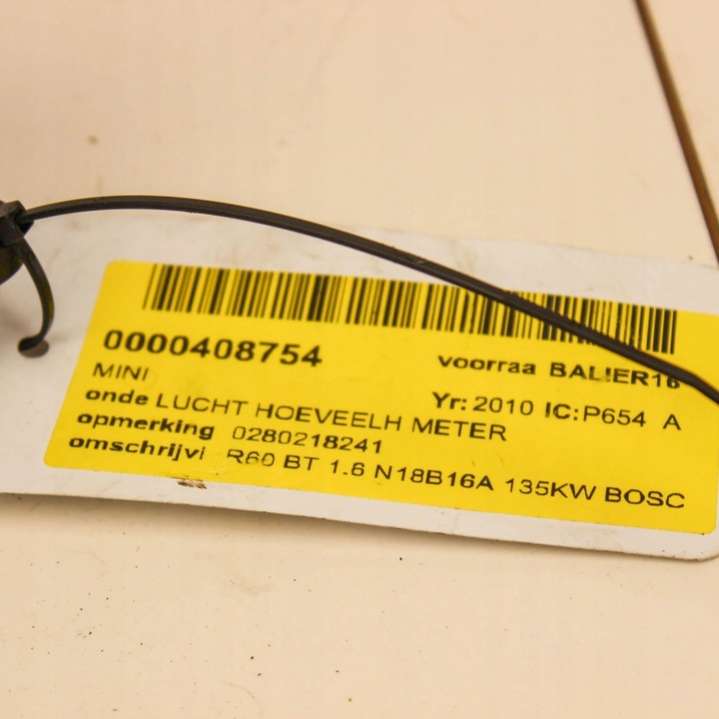 0000408754 voorraa BALIER16
MINI Yr: 2010 IC: P654 A
onde LUCHT HOEVEELH METER
opmerking 0280218241
omschrijvi R60 BT 1.6 N18B16A 135KW BOSC